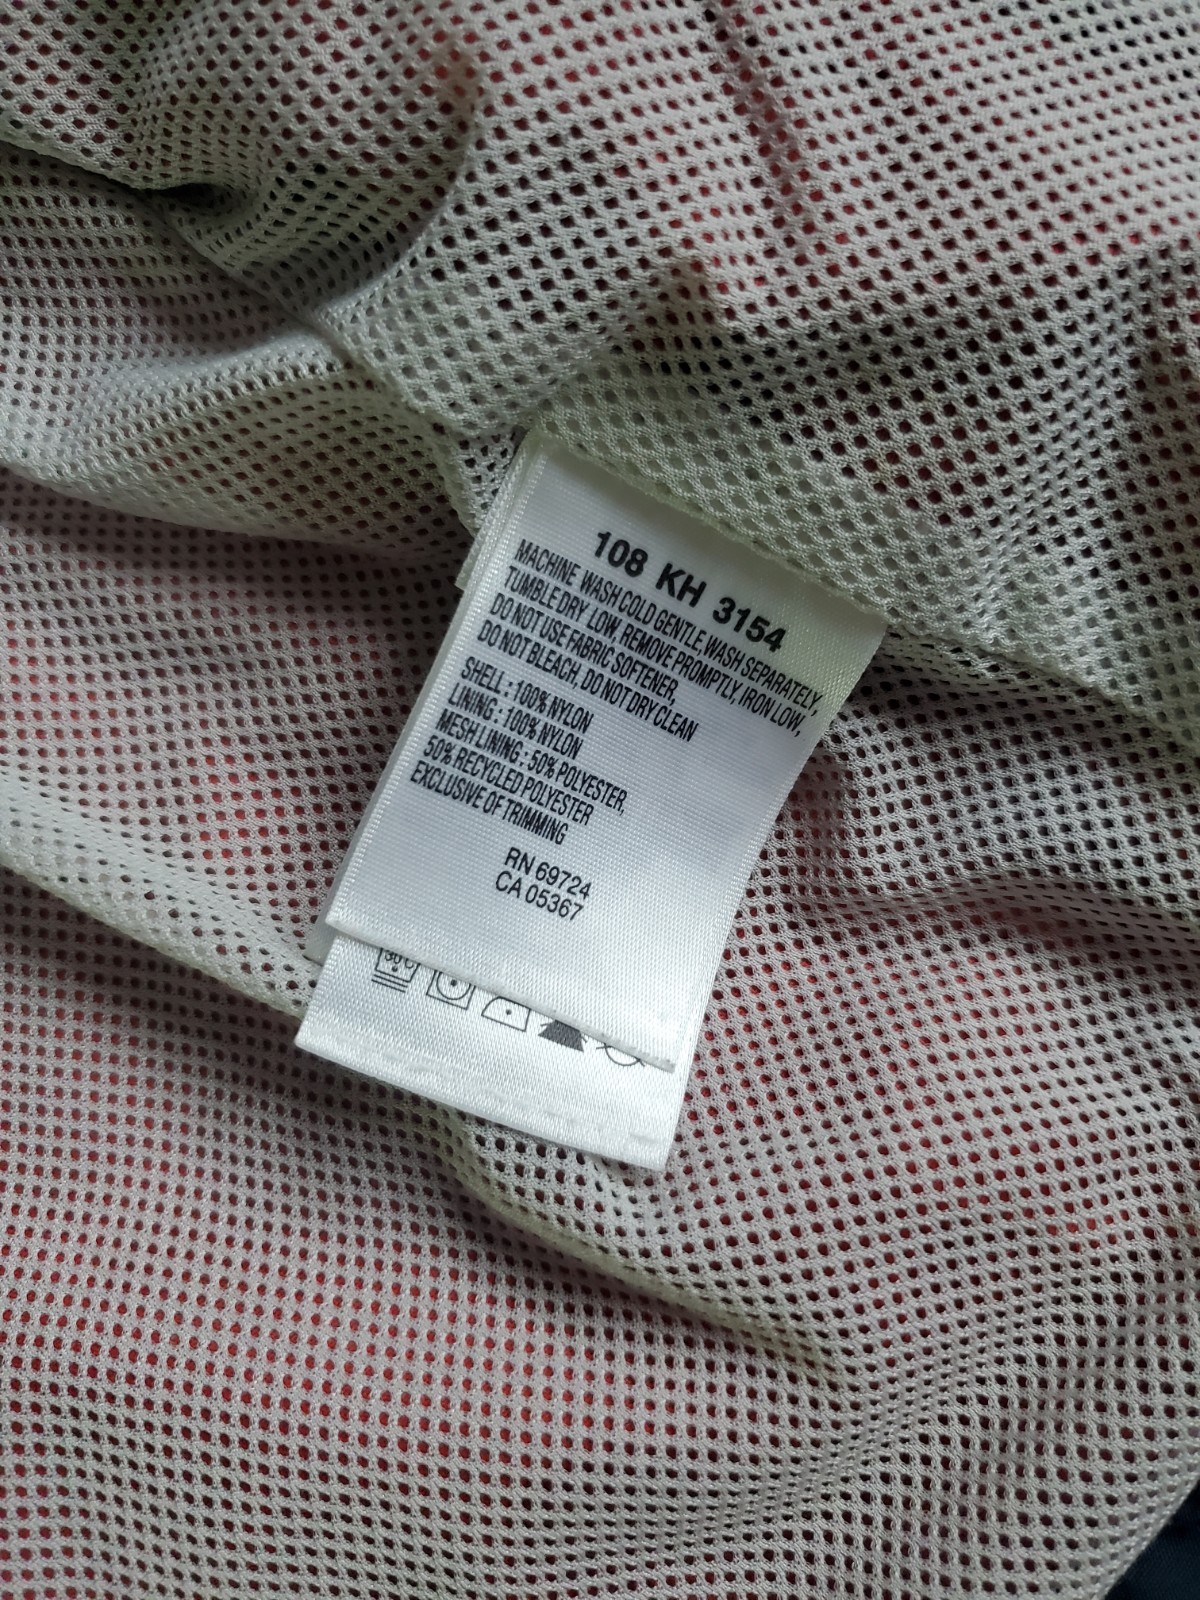 108 KH 3154
MACHINE WASH COLD GENTLE, WASH SEPARATELY,
TUMBLE DRY LOW, REMOVE PROMPTLY, IRON LOW,
DO NOT USE FABRIC SOFTENER,
DO NOT BLEACH, DO NOT DRY CLEAN
SHELL : 100% NYLON
LINING : 100% NYLON
MESH LINING : 50% POLYESTER,
50% RECYCLED POLYESTER
EXCLUSIVE OF TRIMMING
RN 69724
CA 05367
30°C